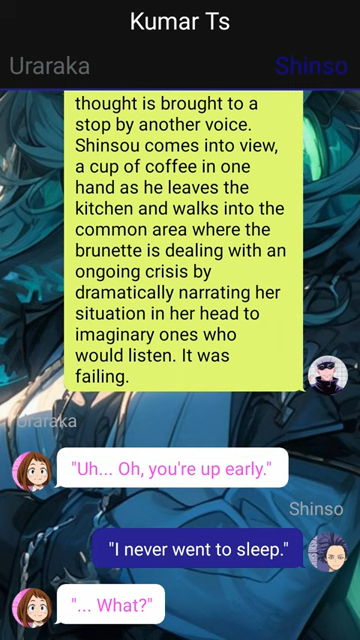 Kumar Ts
Uraraka
Shinso
thought is brought to a
stop by another voice.
Shinsou comes into view,
a cup of coffee in one
hand as he leaves the
kitchen and walks into the
common area where the
brunette is dealing with an
ongoing crisis by
dramatically narrating her
situation in her head to
imaginary ones who
would listen. It was
failing.
Uraraka
"Uh... Oh, you're up early."
Shinso
"I never went to sleep."
"... What?"